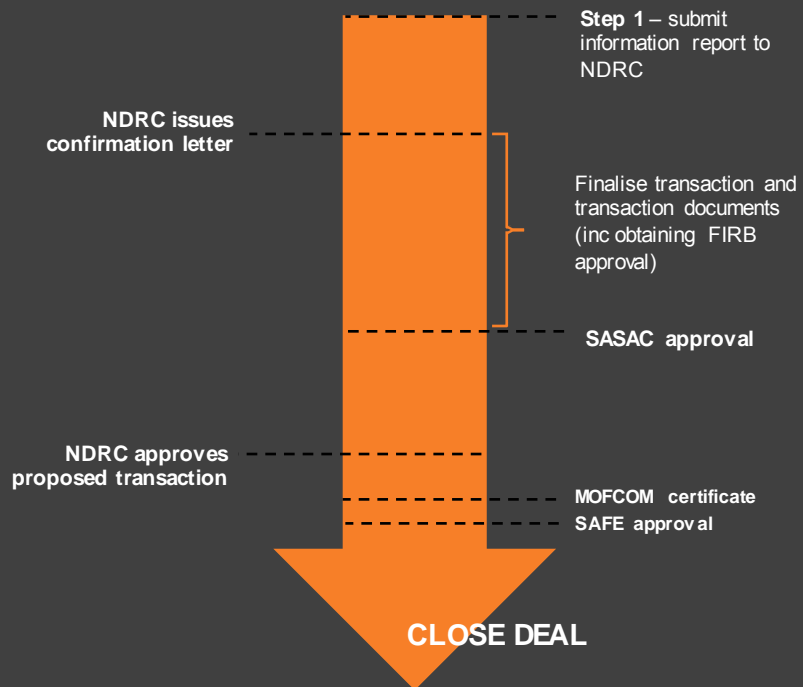 Step 1 – submit
information report to
NDRC
NDRC issues
confirmation letter
Finalise transaction and
transaction documents
(inc obtaining FIRB
approval)
SASAC approval
NDRC approves
proposed transaction
MOFCOM certificate
SAFE approval
CLOSE DEAL